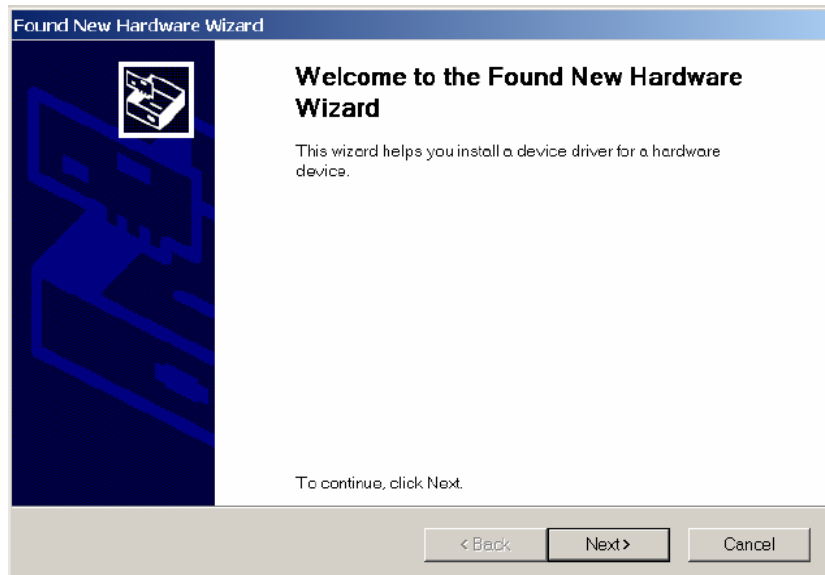 Found New Hardware Wizard
Welcome to the Found New Hardware
Wizard
This wizard helps you install a device driver for a hardware
device.
To continue, click Next.
< Back Next > Cancel